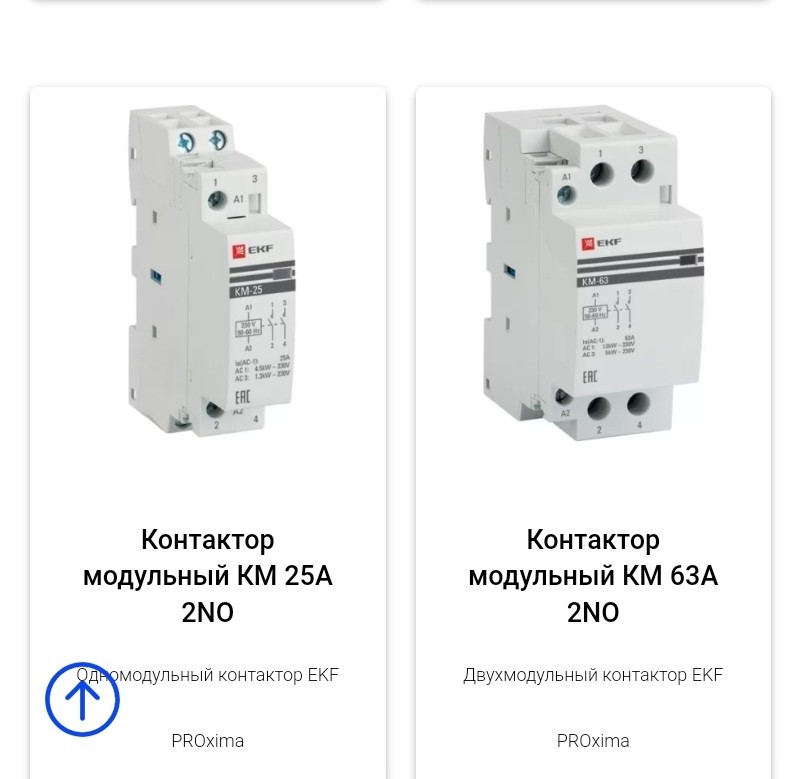 1 3
A1
EKF
KM-25
A1
1 3
230 V
50-60 Hz
A2
2 4
Ie(AC-1): 25A
AC 1: 4.5kW ~ 230V
AC 3: 1.3kW ~ 230V
EAC
A2
2 4
1 3
A1
EKF
KM-63
A1
1 3
230 V
50-60 Hz
A2
2 4
Ie(AC-1): 63A
AC 1: 13kW ~ 230V
AC 3: 5kW ~ 230V
EAC
A2
2 4
Контактор
модульный КМ 25А
2NO
Одномодульный контактор EKF
PROxima
Контактор
модульный КМ 63А
2NO
Двухмодульный контактор EKF
PROxima